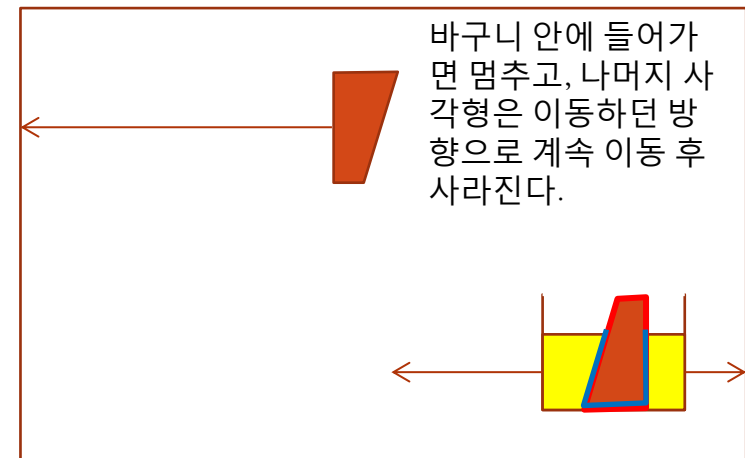 바구니 안에 들어가
면 멈추고, 나머지 사
각형은 이동하던 방
향으로 계속 이동 후
사라진다.